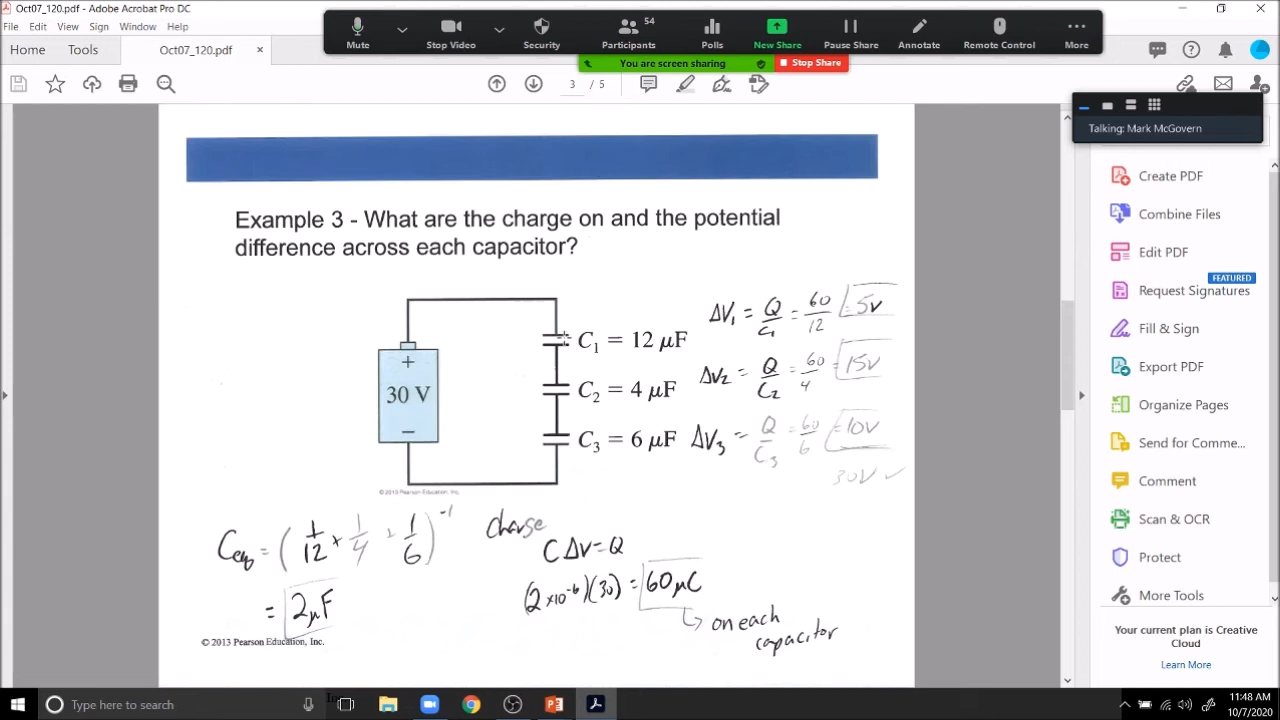 Oct07_120.pdf - Adobe Acrobat Pro DC
File Edit View Sign Window Help
Home Tools Oct07_120.pdf ×
Mute Stop Video Security Participants 54 Polls New Share Pause Share Annotate Remote Control More
You are screen sharing Stop Share
3 / 5
Talking: Mark McGovern
Example 3 - What are the charge on and the potential
difference across each capacitor?
30 V
+
−
C1 = 12 μF
C2 = 4 μF
C3 = 6 μF
ΔV1 = Q/C1 = 60/12 = 5V
ΔV2 = Q/C2 = 60/4 = 15V
ΔV3 = Q/C3 = 60/6 = 10V
30V ✓
©2013 Pearson Education, Inc.
Ceq = (1/12 + 1/4 + 1/6)^-1
= 2μF
charge
CΔV = Q
(2×10^-6)(30) = 60μC
↳ on each
capacitor
© 2013 Pearson Education, Inc.
Create PDF
Combine Files
Edit PDF
FEATURED
Request Signatures
Fill & Sign
Export PDF
Organize Pages
Send for Comme...
Comment
Scan & OCR
Protect
More Tools
Your current plan is Creative
Cloud
Learn More
Type here to search
11:48 AM
10/7/2020